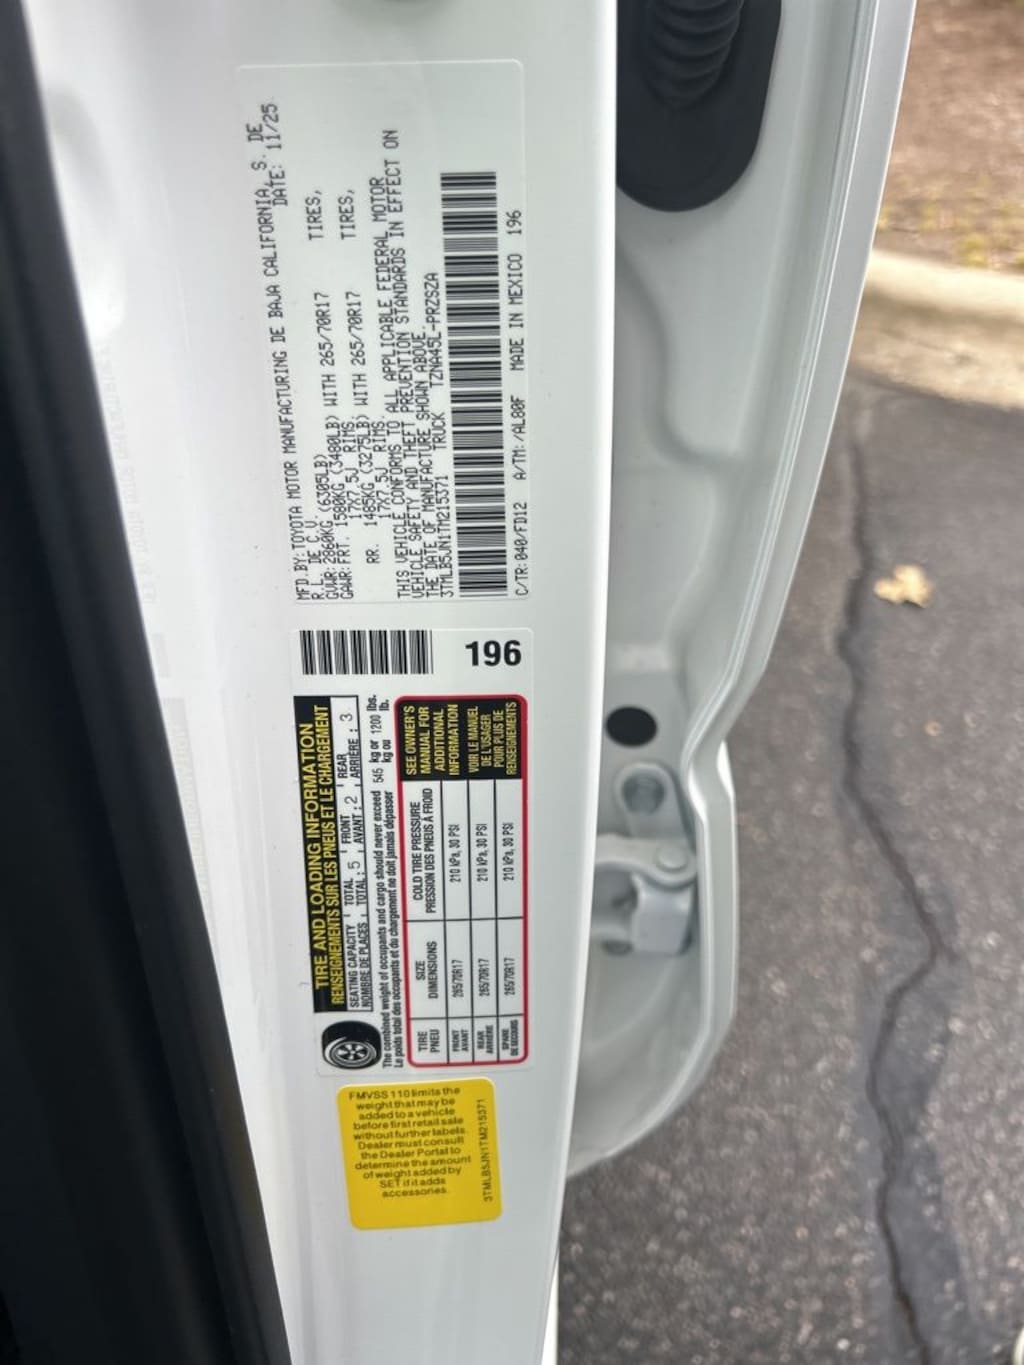 MFD.BY:TOYOTA MOTOR MANUFACTURING DE BAJA CALIFORNIA, S. DE
R.L. DE C.V. DATE: 11/25
GVWR:2860KG (6305LB)
GAWR:FRT. 1580KG (3480LB) WITH 265/70R17 TIRES,
17X7.5J RIMS.
RR. 1485KG (3275LB) WITH 265/70R17 TIRES,
17X7.5J RIMS.
THIS VEHICLE CONFORMS TO ALL APPLICABLE FEDERAL MOTOR
VEHICLE SAFETY AND THEFT PREVENTION STANDARDS IN EFFECT ON
THE DATE OF MANUFACTURE SHOWN ABOVE.
3TMLB5JN1TM215371 TRUCK TZNA45L-PRZSZA
C/TR:040/FD12 A/TM:/AL80F MADE IN MEXICO 196
196
TIRE AND LOADING INFORMATION
RENSEIGNEMENTS SUR LES PNEUS ET LE CHARGEMENT
SEATING CAPACITY TOTAL FRONT REAR
NOMBRE DE PLACES TOTAL: 5 AVANT: 2 ARRIÈRE: 3
The combined weight of occupants and cargo should never exceed 545 kg or 1200 lbs.
Le poids total des occupants et du chargement ne doit jamais dépasser kg ou lb.
TIRE SIZE COLD TIRE PRESSURE
PNEU DIMENSIONS PRESSION DES PNEUS À FROID
FRONT 265/70R17 210 kPa, 30 PSI
AVANT
REAR 265/70R17 210 kPa, 30 PSI
ARRIÈRE
SPARE 265/70R17 210 kPa, 30 PSI
DE SECOURS
SEE OWNER'S
MANUAL FOR
ADDITIONAL
INFORMATION
VOIR LE MANUEL
DE L'USAGER
POUR PLUS DE
RENSEIGNEMENTS
FMVSS 110 limits the
weight that may be
added to a vehicle
before first retail sale
without further labels.
Dealer must consult
the Dealer Portal to
determine the amount
of weight added by
SET if it adds
accessories.
3TMLB5JN1TM215371